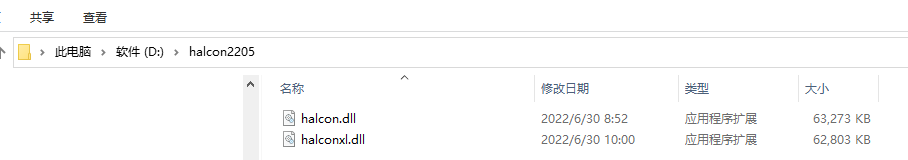 共享 查看
此电脑 软件 (D:) halcon2205
名称 修改日期 类型 大小
halcon.dll 2022/6/30 8:52 应用程序扩展 63,273 KB
halconxl.dll 2022/6/30 10:00 应用程序扩展 62,803 KB